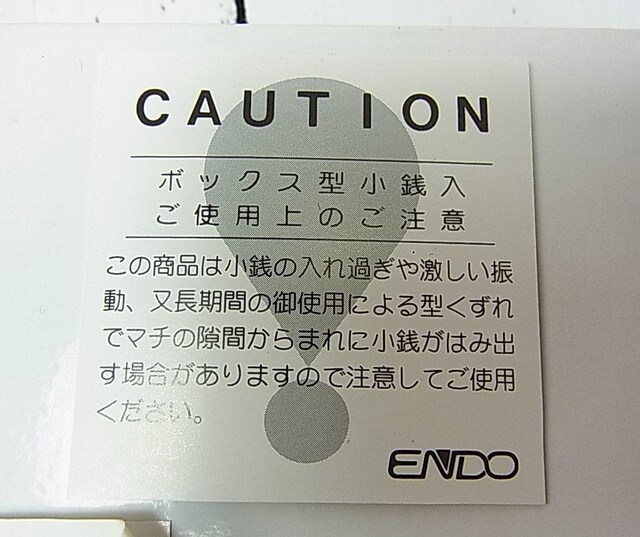 CAUTION
ボックス型小銭入
ご使用上のご注意
この商品は小銭の入れ過ぎや激しい振
動、又長期間の御使用による型くずれ
でマチの隙間からまれに小銭がはみ出
す場合がありますので注意してご使用
ください。
ENDO